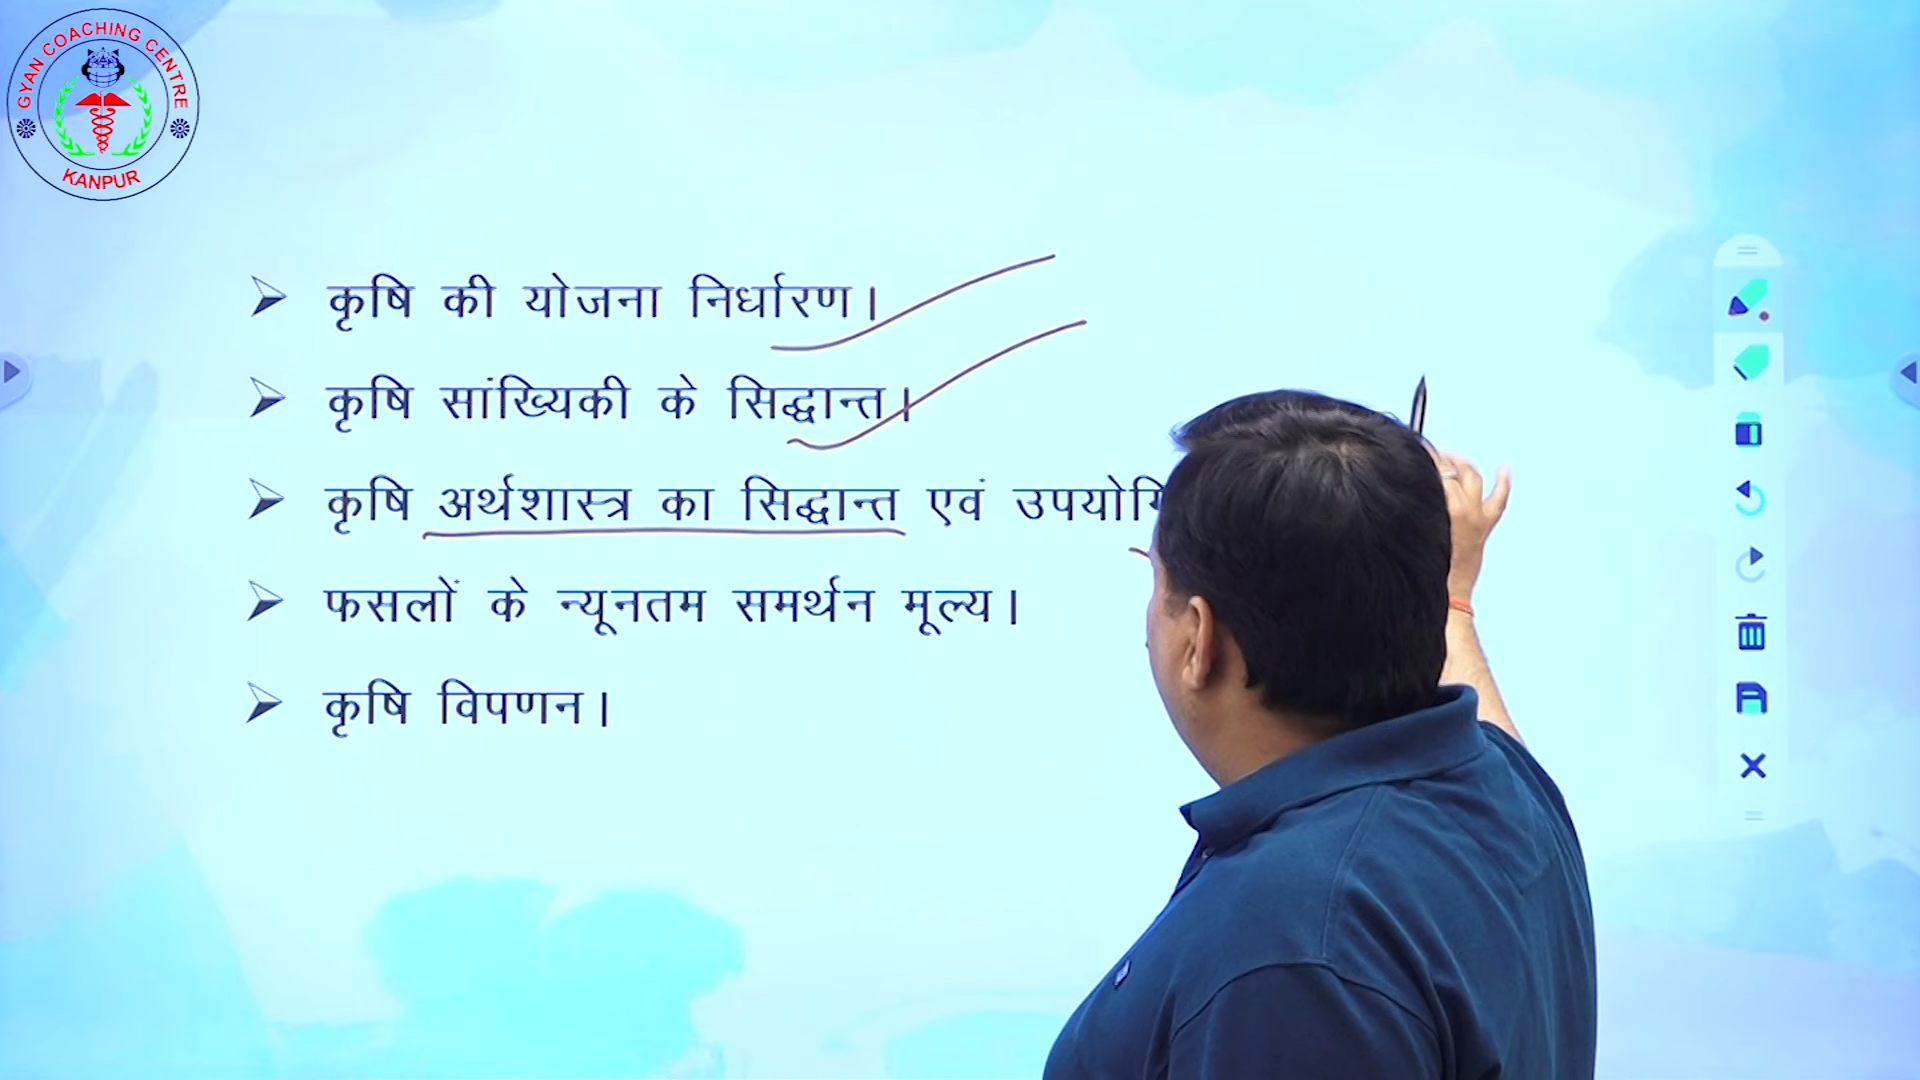 GYAN COACHING CENTRE
KANPUR
कृषि की योजना निर्धारण।
कृषि सांख्यिकी के सिद्धान्त।
कृषि अर्थशास्त्र का सिद्धान्त एवं
फसलों के न्यूनतम समर्थन मूल्य।
कृषि विपणन।